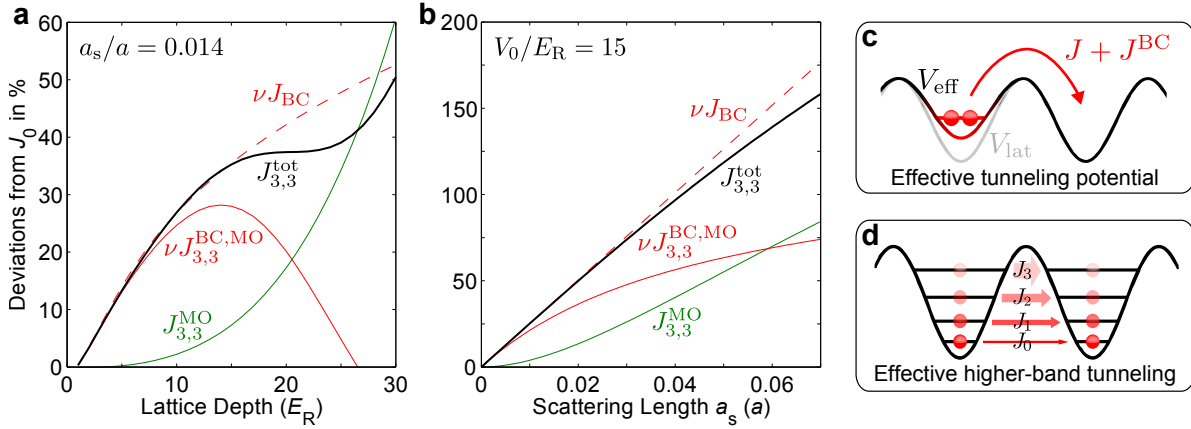 a
a_s/a = 0.014
Deviations from J_0 in %
60
50
40
30
20
10
0
νJ_BC
J_{3,3}^{tot}
νJ_{3,3}^{BC,MO}
J_{3,3}^{MO}
0 10 20 30
Lattice Depth (E_R)
b
V_0/E_R = 15
200
150
100
50
0
νJ_BC
J_{3,3}^{tot}
νJ_{3,3}^{BC,MO}
J_{3,3}^{MO}
0 0.02 0.04 0.06
Scattering Length a_s (a)
c
J + J^{BC}
V_eff
V_lat
Effective tunneling potential
d
J_3
J_2
J_1
J_0
Effective higher-band tunneling